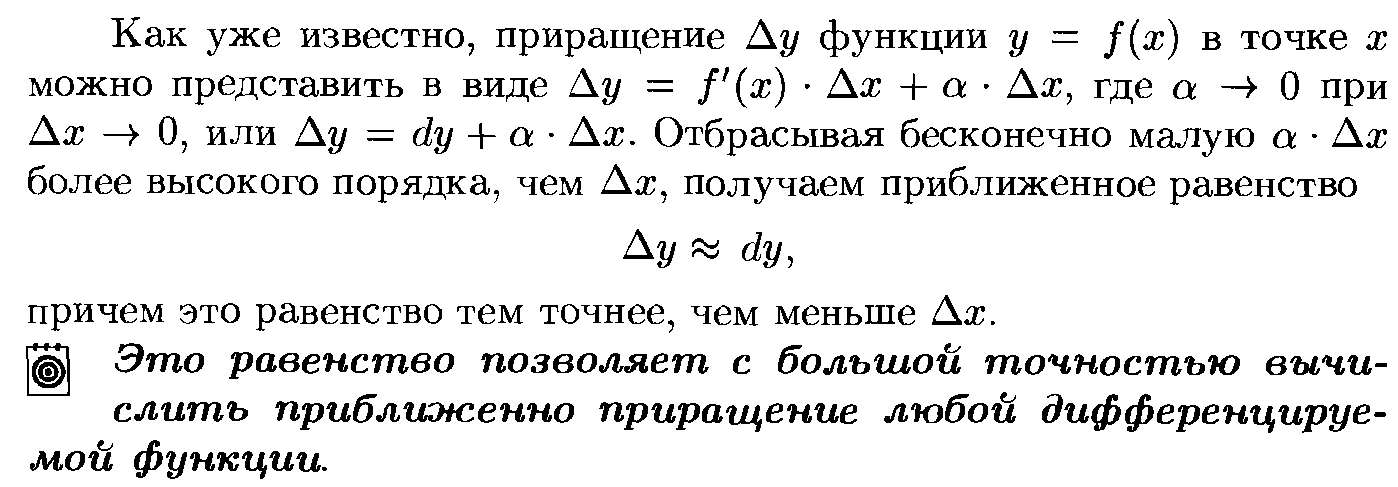 Как уже известно, приращение Δy функции y = f(x) в точке x
можно представить в виде Δy = f′(x) · Δx + α · Δx, где α → 0 при
Δx → 0, или Δy = dy + α · Δx. Отбрасывая бесконечно малую α · Δx
более высокого порядка, чем Δx, получаем приближенное равенство
Δy ≈ dy,
причем это равенство тем точнее, чем меньше Δx.
Это равенство позволяет с большой точностью вычи-
слить приближенно приращение любой дифференцируе-
мой функции.